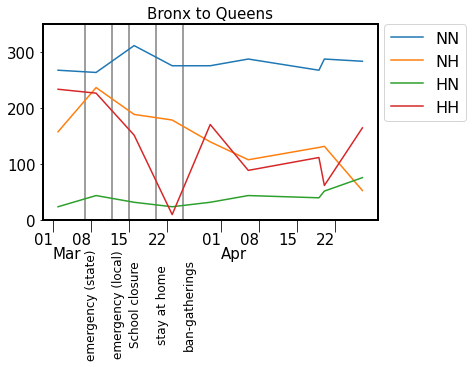 Bronx to Queens
300
200
100
0
NN
NH
HN
HH
01 08 15 22 01 08 15 22
Mar Apr
emergency (state)
emergency (local)
School closure
stay at home
ban-gatherings